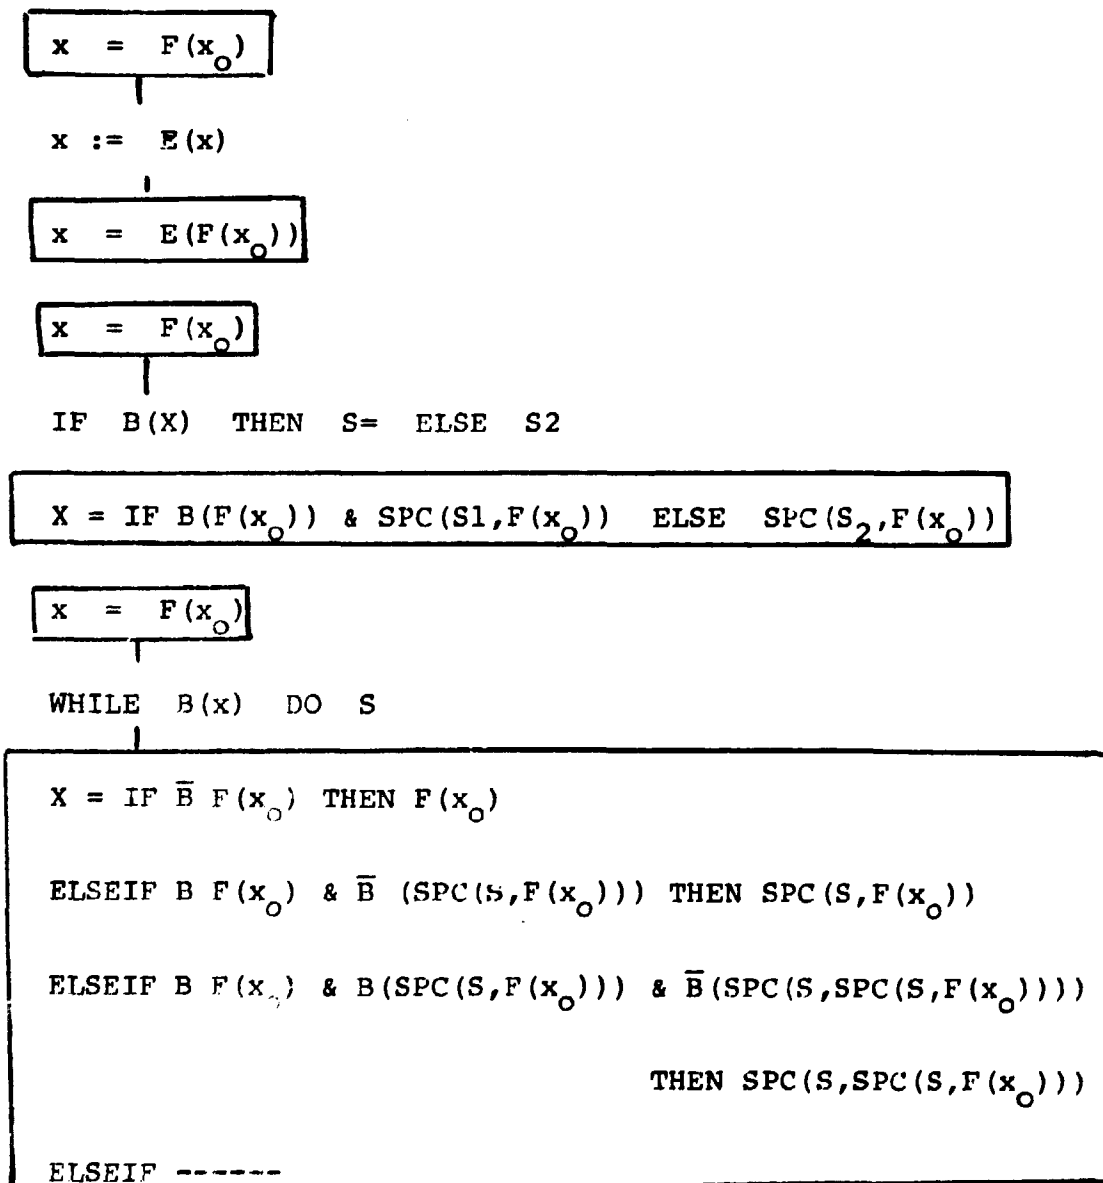 x = F(x₀)
x := E(x)
x = E(F(x₀))
x = F(x₀)
IF B(X) THEN S= ELSE S2
X = IF B(F(x₀)) & SPC(S1,F(x₀)) ELSE SPC(S₂,F(x₀))
x = F(x₀)
WHILE B(x) DO S
X = IF B̅ F(x₀) THEN F(x₀)
ELSEIF B F(x₀) & B̅ (SPC(S,F(x₀))) THEN SPC(S,F(x₀))
ELSEIF B F(x₀) & B(SPC(S,F(x₀))) & B̅(SPC(S,SPC(S,F(x₀))))
THEN SPC(S,SPC(S,F(x₀)))
ELSEIF ------